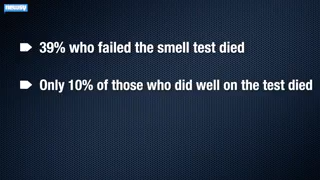 39% who failed the smell test died
Only 10% of those who did well on the test died